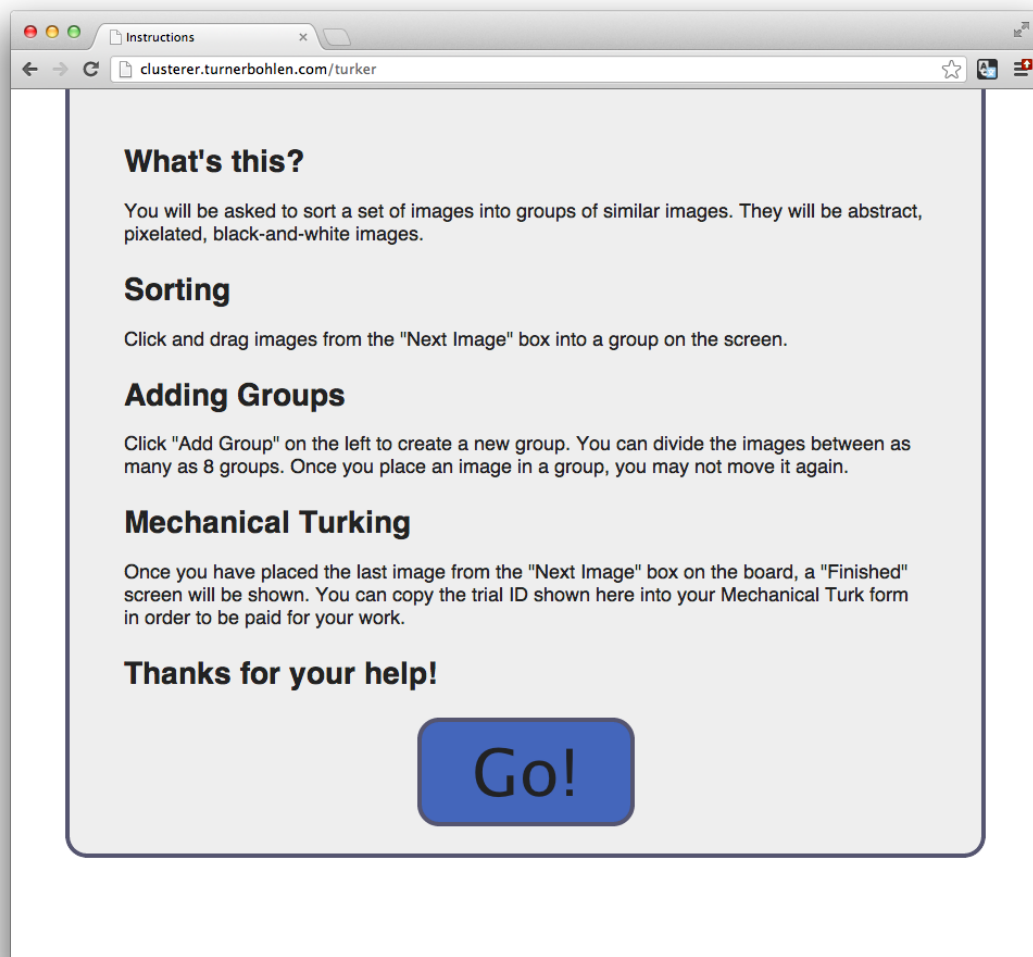 Instructions
clusterer.turnerbohlen.com/turker
What's this?
You will be asked to sort a set of images into groups of similar images. They will be abstract,
pixelated, black-and-white images.
Sorting
Click and drag images from the "Next Image" box into a group on the screen.
Adding Groups
Click "Add Group" on the left to create a new group. You can divide the images between as
many as 8 groups. Once you place an image in a group, you may not move it again.
Mechanical Turking
Once you have placed the last image from the "Next Image" box on the board, a "Finished"
screen will be shown. You can copy the trial ID shown here into your Mechanical Turk form
in order to be paid for your work.
Thanks for your help!
Go!